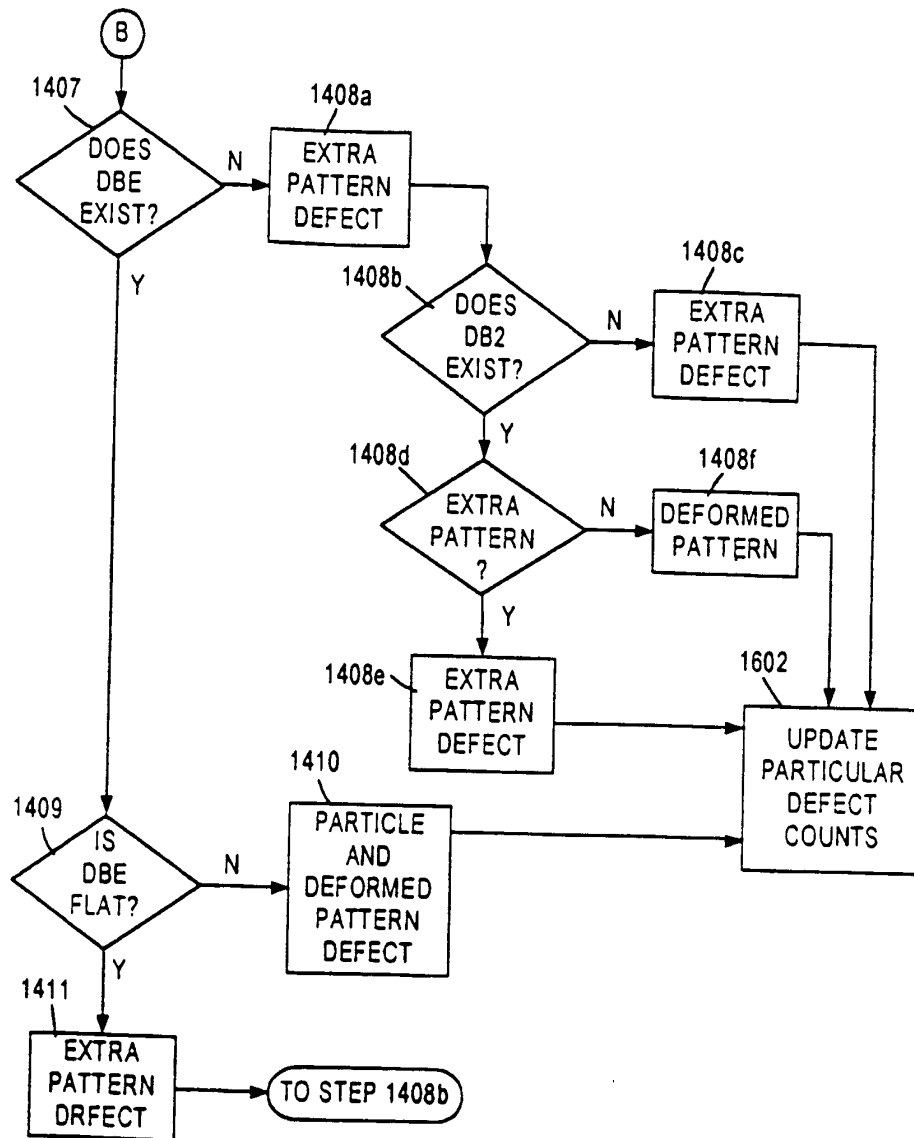 B
1407
DOES
DBE
EXIST?
N
Y
1408a
EXTRA
PATTERN
DEFECT
1408b
DOES
DB2
EXIST?
N
Y
1408c
EXTRA
PATTERN
DEFECT
1408d
EXTRA
PATTERN
?
N
Y
1408f
DEFORMED
PATTERN
1408e
EXTRA
PATTERN
DEFECT
1602
UPDATE
PARTICULAR
DEFECT
COUNTS
1409
IS
DBE
FLAT?
N
Y
1410
PARTICLE
AND
DEFORMED
PATTERN
DEFECT
1411
EXTRA
PATTERN
DRFECT
TO STEP 1408b